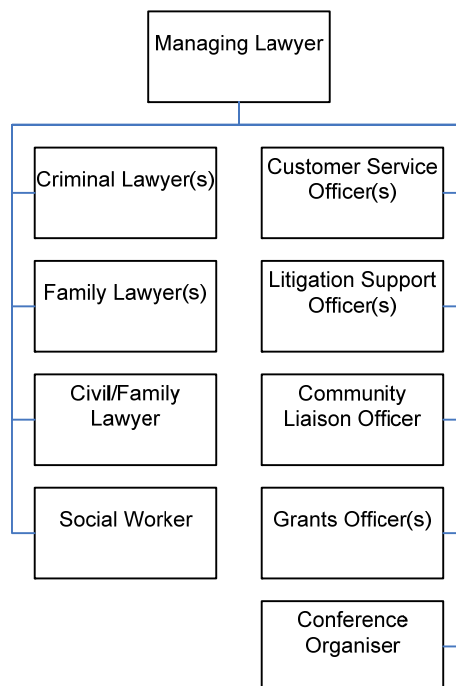 Managing Lawyer
Criminal Lawyer(s)
Family Lawyer(s)
Civil/Family
Lawyer
Social Worker
Customer Service
Officer(s)
Litigation Support
Officer(s)
Community
Liaison Officer
Grants Officer(s)
Conference
Organiser